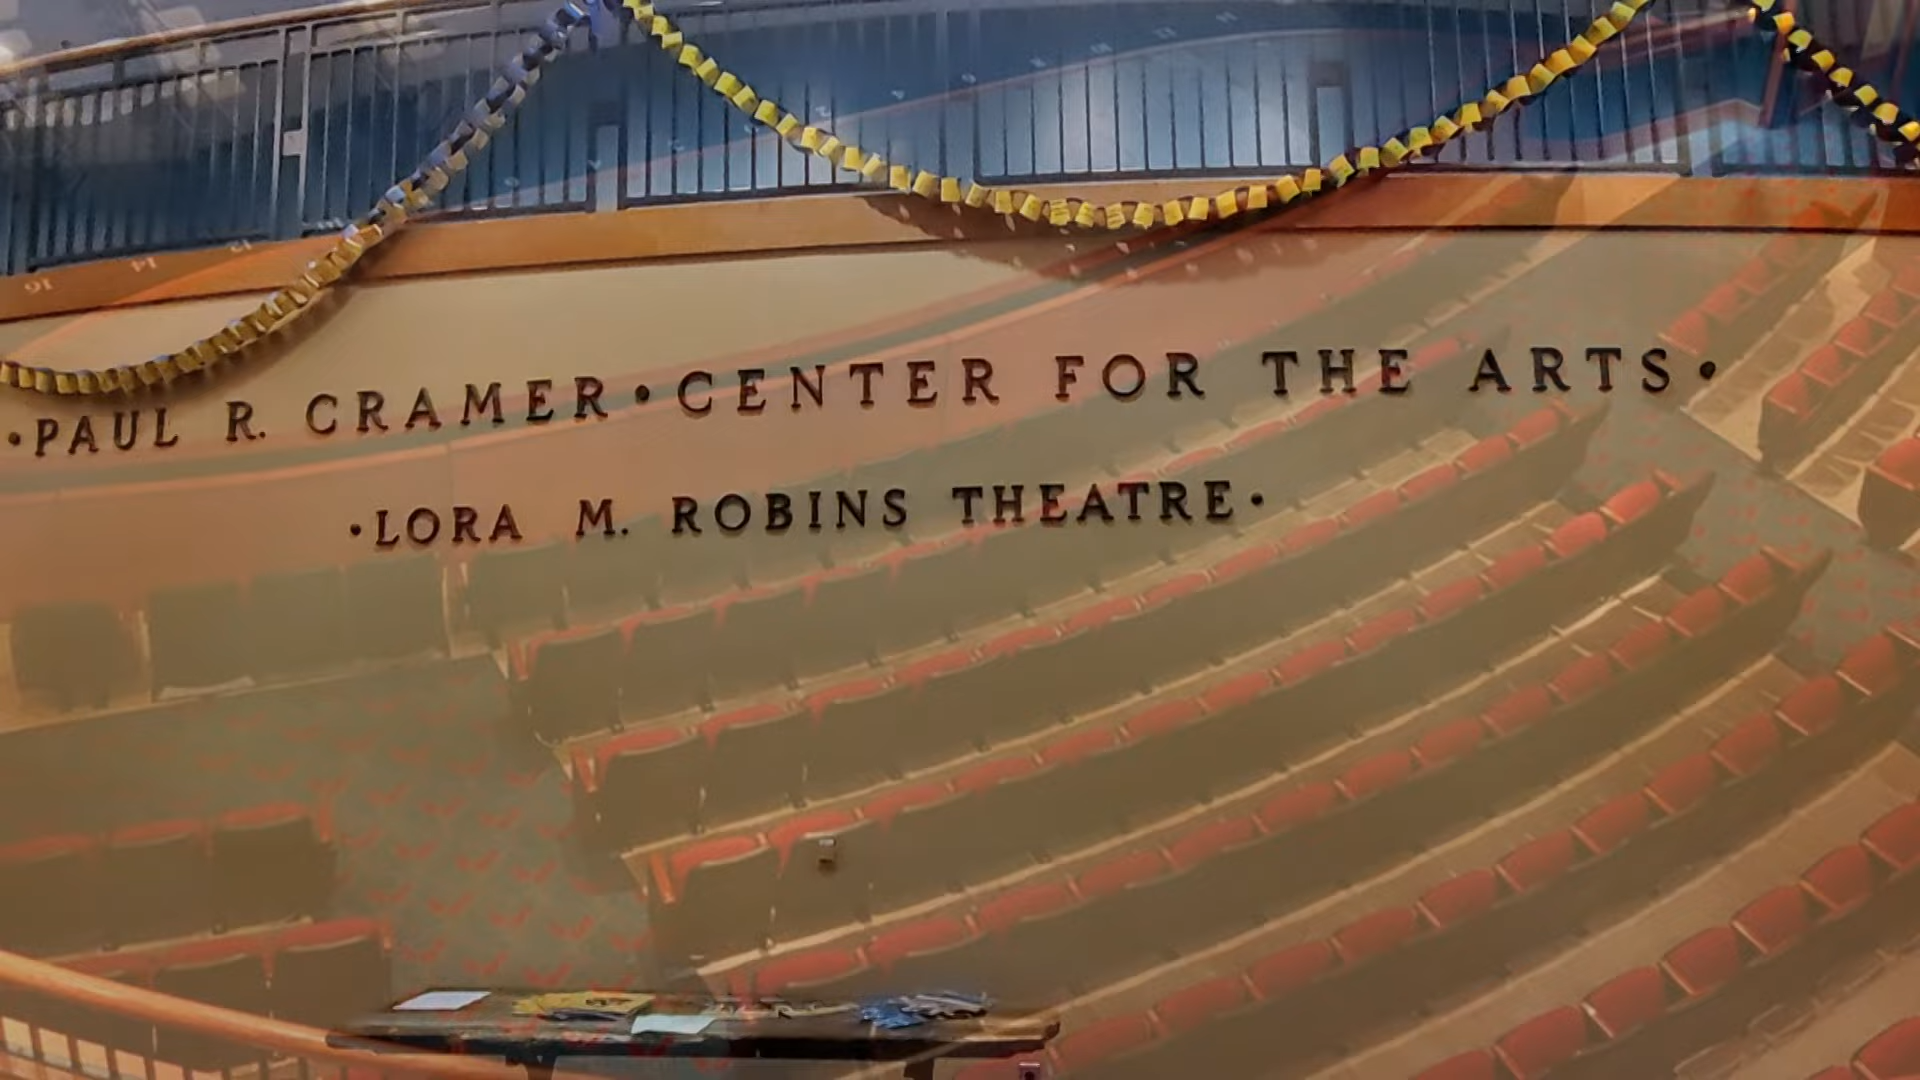 •PAUL R. CRAMER•CENTER FOR THE ARTS•
•LORA M. ROBINS THEATRE•